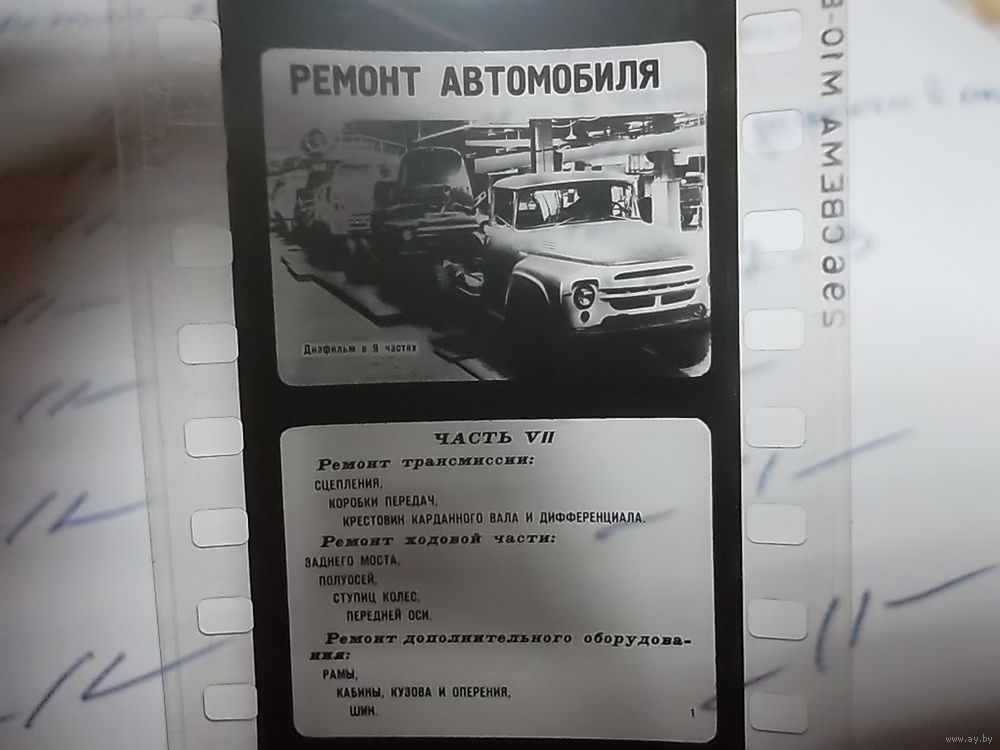 РЕМОНТ АВТОМОБИЛЯ
Диафильм в 9 частях
ЧАСТЬ VII
Ремонт трансмиссии:
СЦЕПЛЕНИЯ,
КОРОБКИ ПЕРЕДАЧ,
КРЕСТОВИН КАРДАННОГО ВАЛА И ДИФФЕРЕНЦИАЛА.
Ремонт ходовой части:
ЗАДНЕГО МОСТА,
ПОЛУОСЕЙ,
СТУПИЦ КОЛЕС,
ПЕРЕДНЕЙ ОСИ.
Ремонт дополнительного оборудова-
ния:
РАМЫ,
КАБИНЫ, КУЗОВА И ОПЕРЕНИЯ,
ШИН.
1
www.ay.by